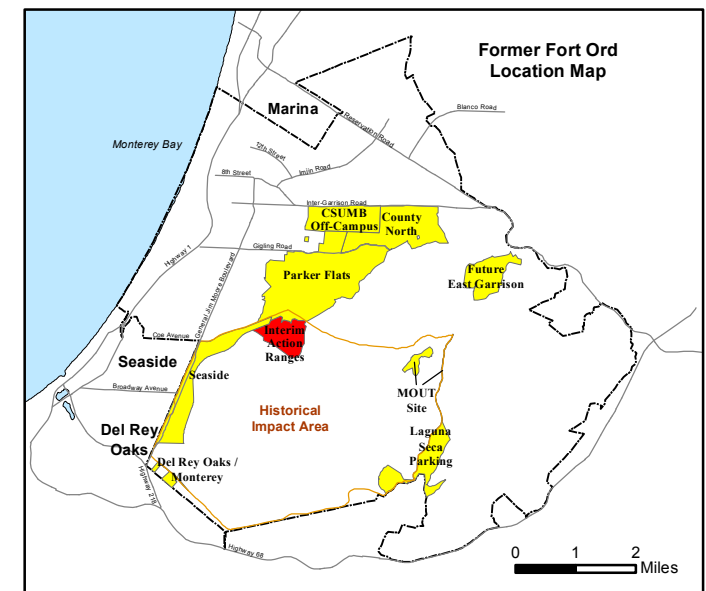 Former Fort Ord
Location Map
Marina
Blanco Road
Reservation Road
Monterey Bay
12th Street
Imjin Road
8th Street
Inter-Garrison Road
CSUMB
Off-Campus
County
North
Gigling Road
Highway 1
General Jim Moore Boulevard
Parker Flats
Future
East Garrison
Interim
Action
Ranges
Coe Avenue
Seaside
Seaside
Broadway Avenue
MOUT
Site
Historical
Impact Area
Del Rey
Oaks
Laguna
Seca
Parking
Del Rey Oaks /
Monterey
Highway 218
Highway 68
0 1 2
Miles